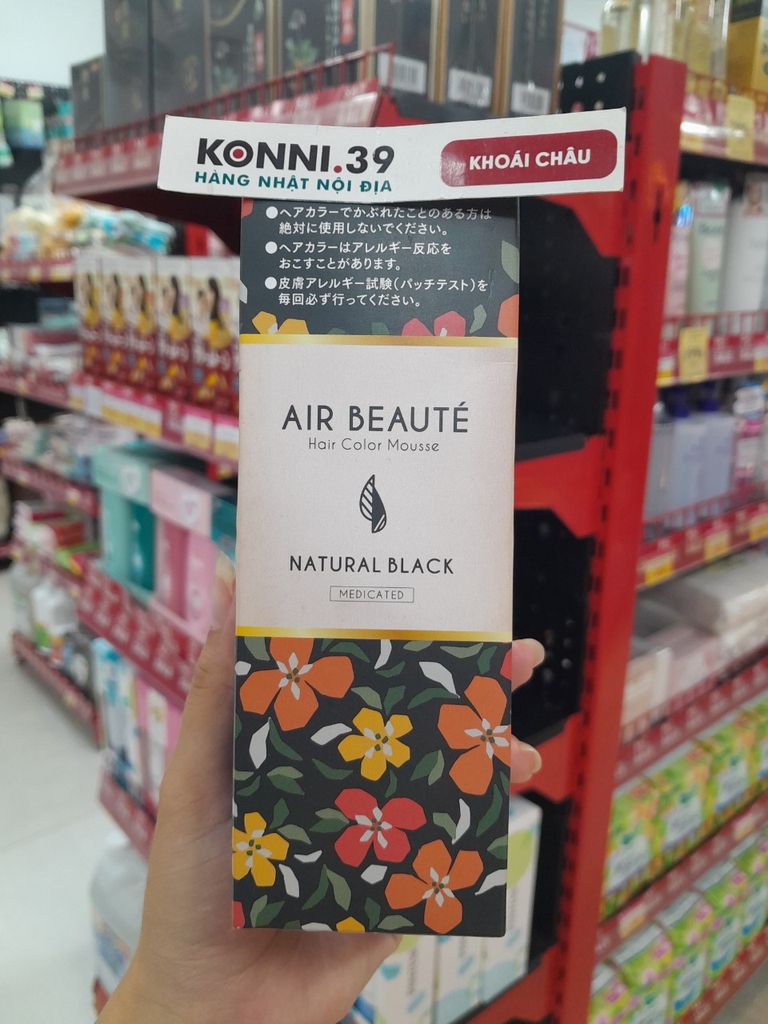 KONNI.39
HÀNG NHẬT NỘI ĐỊA
KHOÁI CHÂU
●ヘアカラーでかぶれたことのある方は
絶対に使用しないでください。
●ヘアカラーはアレルギー反応を
おこすことがあります。
●皮膚アレルギー試験(パッチテスト)を
毎回必ず行ってください。
AIR BEAUTÉ
Hair Color Mousse
NATURAL BLACK
MEDICATED